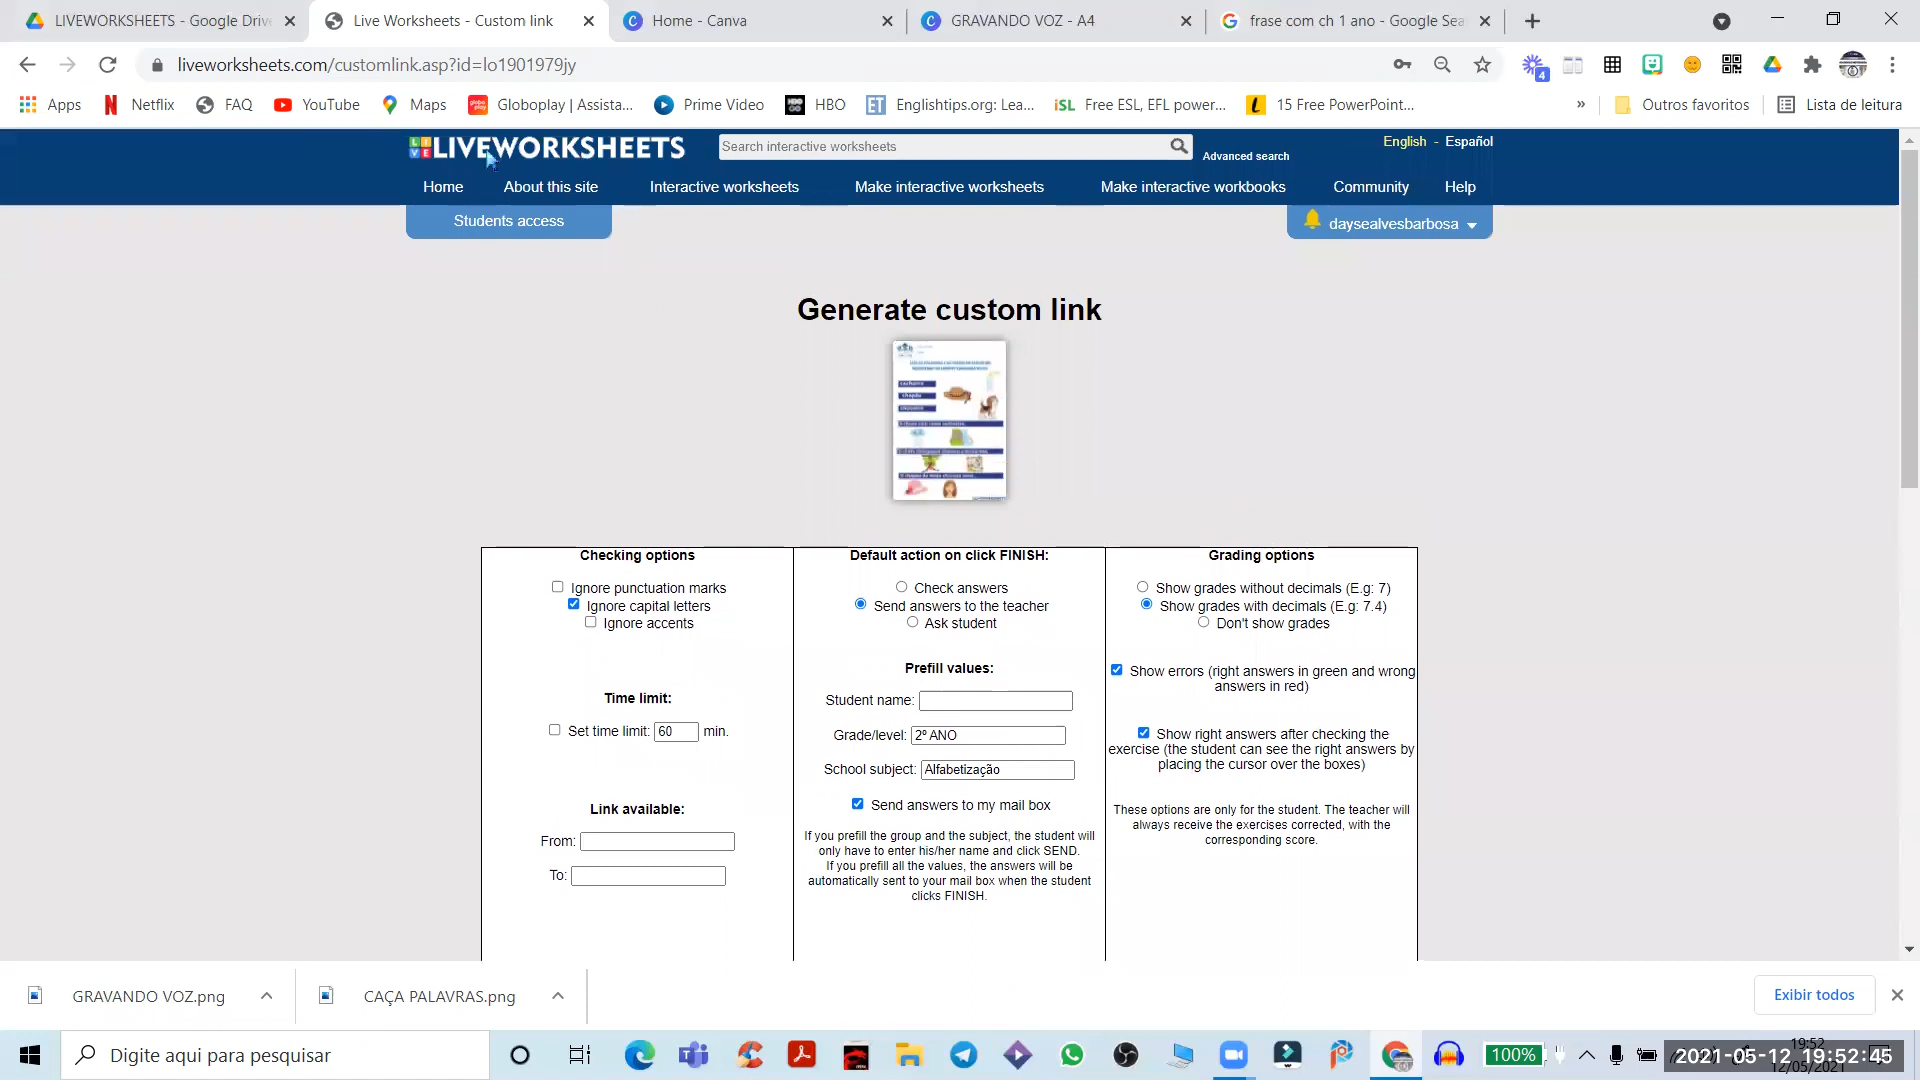 LIVEWORKSHEETS - Google Driv
Live Worksheets - Custom link
Home - Canva
GRAVANDO VOZ - A4
frase com ch 1 ano - Google Sea
liveworksheets.com/customlink.asp?id=lo1901979jy
4
Apps
Netflix
FAQ
YouTube
Maps
Globoplay | Assista...
Prime Video
HBO
Englishtips.org: Lea...
Free ESL, EFL power...
15 Free PowerPoint...
»
Outros favoritos
Lista de leitura
LIVEWORKSHEETS
Search interactive worksheets
Advanced search
English - Español
Home
About this site
Interactive worksheets
Make interactive worksheets
Make interactive workbooks
Community
Help
Students access
daysealvesbarbosa
Generate custom link
cachorro
chapéu
Checking options
Ignore punctuation marks
Ignore capital letters
Ignore accents
Time limit:
Set time limit: 60 min.
Link available:
From:
To:
Default action on click FINISH:
Check answers
Send answers to the teacher
Ask student
Prefill values:
Student name:
Grade/level: 2º ANO
School subject: Alfabetização
Send answers to my mail box
If you prefill the group and the subject, the student will
only have to enter his/her name and click SEND.
If you prefill all the values, the answers will be
automatically sent to your mail box when the student
clicks FINISH.
Grading options
Show grades without decimals (E.g: 7)
Show grades with decimals (E.g: 7.4)
Don't show grades
Show errors (right answers in green and wrong
answers in red)
Show right answers after checking the
exercise (the student can see the right answers by
placing the cursor over the boxes)
These options are only for the student. The teacher will
always receive the exercises corrected, with the
corresponding score.
GRAVANDO VOZ.png
CAÇA PALAVRAS.png
Exibir todos
Digite aqui para pesquisar
100%
19:52
12/05/2021
2021-05-12 19:52:45